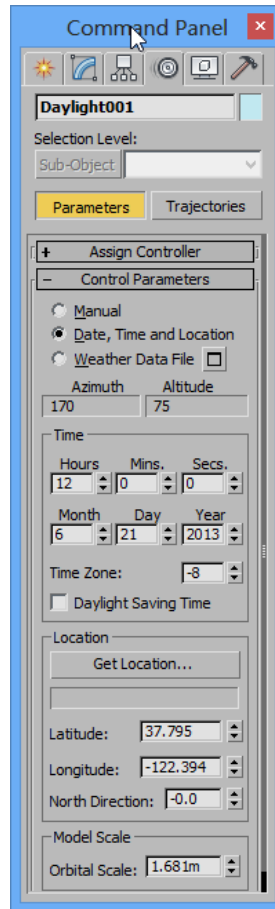 Command Panel
Daylight001
Selection Level:
Sub-Object
Parameters Trajectories
+ Assign Controller
- Control Parameters
Manual
Date, Time and Location
Weather Data File
Azimuth Altitude
170 75
Time
Hours Mins. Secs.
12 0 0
Month Day Year
6 21 2013
Time Zone: -8
Daylight Saving Time
Location
Get Location...
Latitude: 37.795
Longitude: -122.394
North Direction: -0.0
Model Scale
Orbital Scale: 1.681m